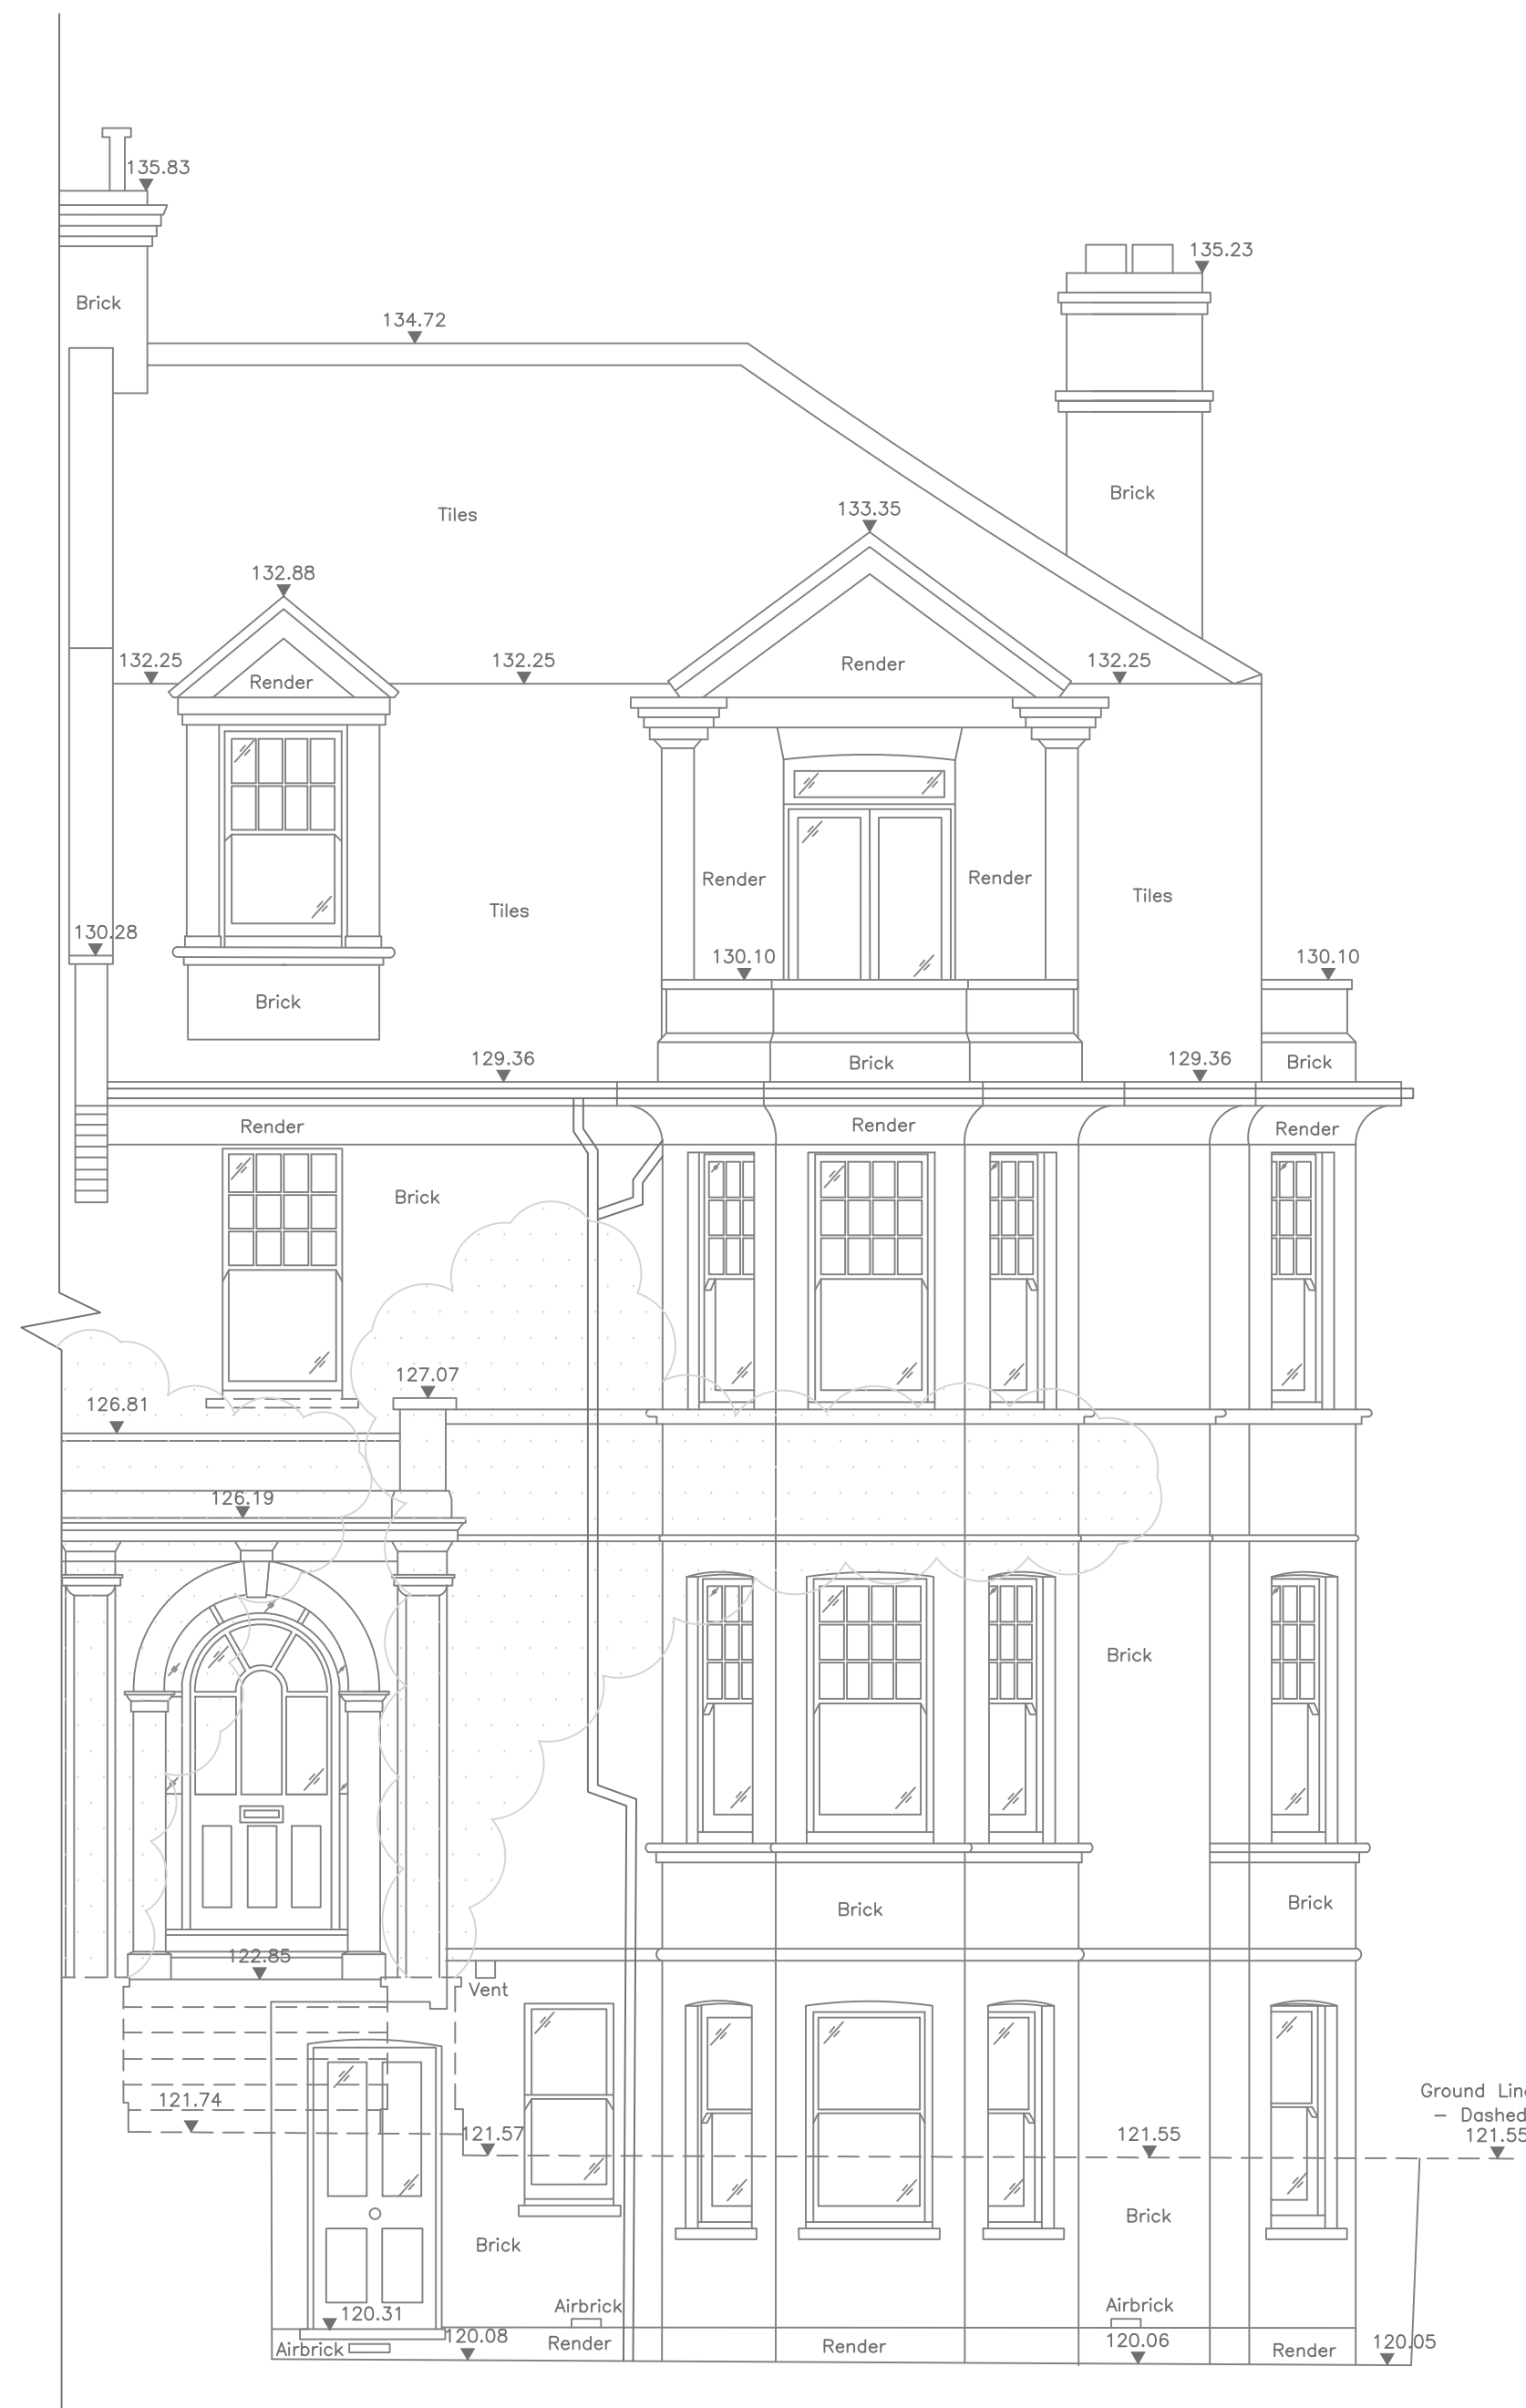 135.83
135.23
Brick
134.72
Brick
Tiles
133.35
132.88
132.25
132.25
132.25
Render
Render
Render
Render
Tiles
Tiles
130.28
130.10
130.10
Brick
129.36
129.36
Brick
Brick
Render
Render
Render
Brick
127.07
126.81
126.19
Brick
Brick
Brick
122.85
Vent
Ground Line
- Dashed
121.74
121.57
121.55
121.55
Brick
Brick
Airbrick
Airbrick
120.31
Airbrick
120.08
Render
Render
120.06
Render
120.05